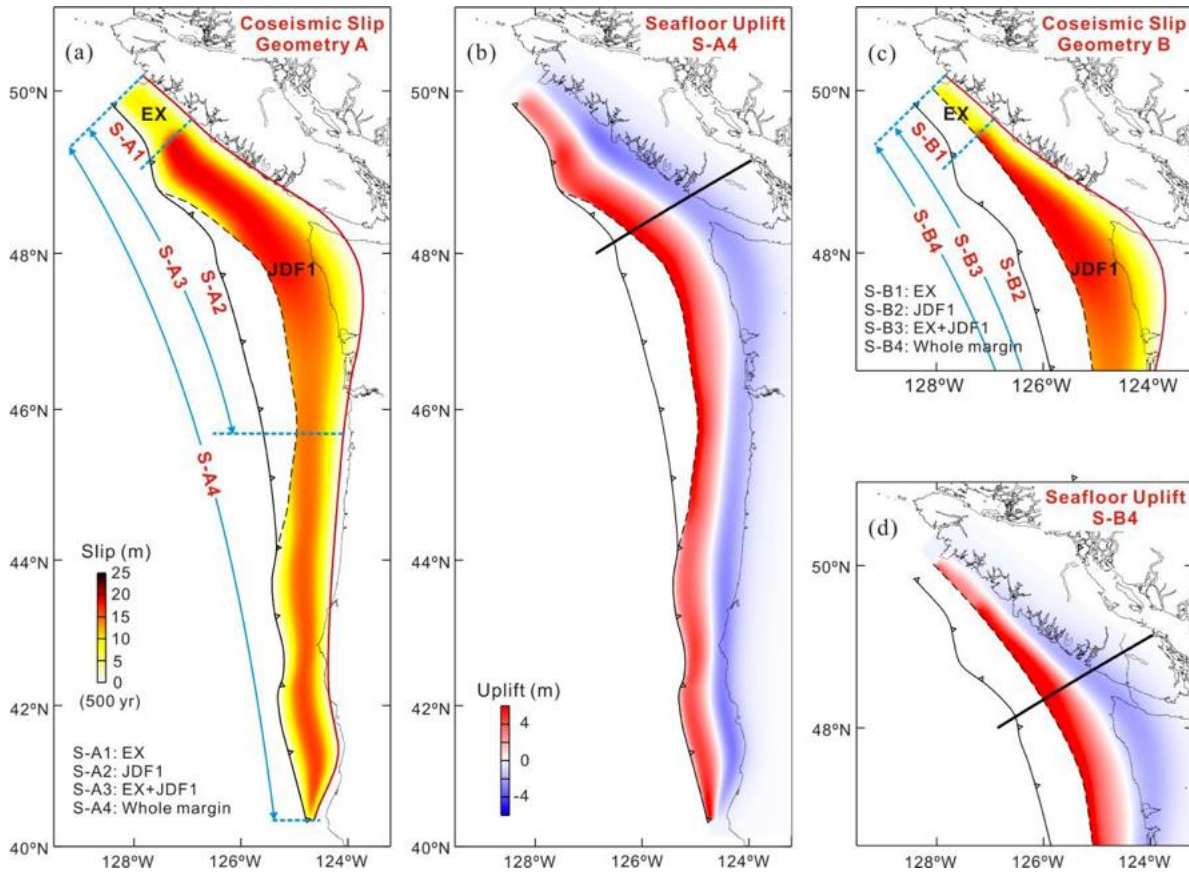 (a)
Coseismic Slip
Geometry A
EX
JDF1
S-A1
S-A2
S-A3
S-A4
50°N
48°N
46°N
44°N
42°N
40°N
Slip (m)
25
20
15
10
5
0
(500 yr)
S-A1: EX
S-A2: JDF1
S-A3: EX+JDF1
S-A4: Whole margin
128°W
126°W
124°W
(b)
Seafloor Uplift
S-A4
50°N
48°N
46°N
44°N
42°N
40°N
Uplift (m)
4
0
-4
128°W
126°W
124°W
(c)
Coseismic Slip
Geometry B
EX
JDF1
S-B1
S-B2
S-B3
S-B4
50°N
48°N
S-B1: EX
S-B2: JDF1
S-B3: EX+JDF1
S-B4: Whole margin
128°W
126°W
124°W
(d)
Seafloor Uplift
S-B4
50°N
48°N
128°W
126°W
124°W